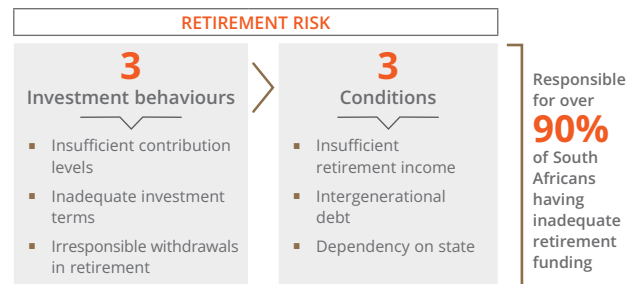 RETIREMENT RISK
3
Investment behaviours
▪ Insufficient contribution
levels
▪ Inadequate investment
terms
▪ Irresponsible withdrawals
in retirement
3
Conditions
▪ Insufficient
retirement income
▪ Intergenerational
debt
▪ Dependency on state
Responsible
for over
90%
of South
Africans
having
inadequate
retirement
funding